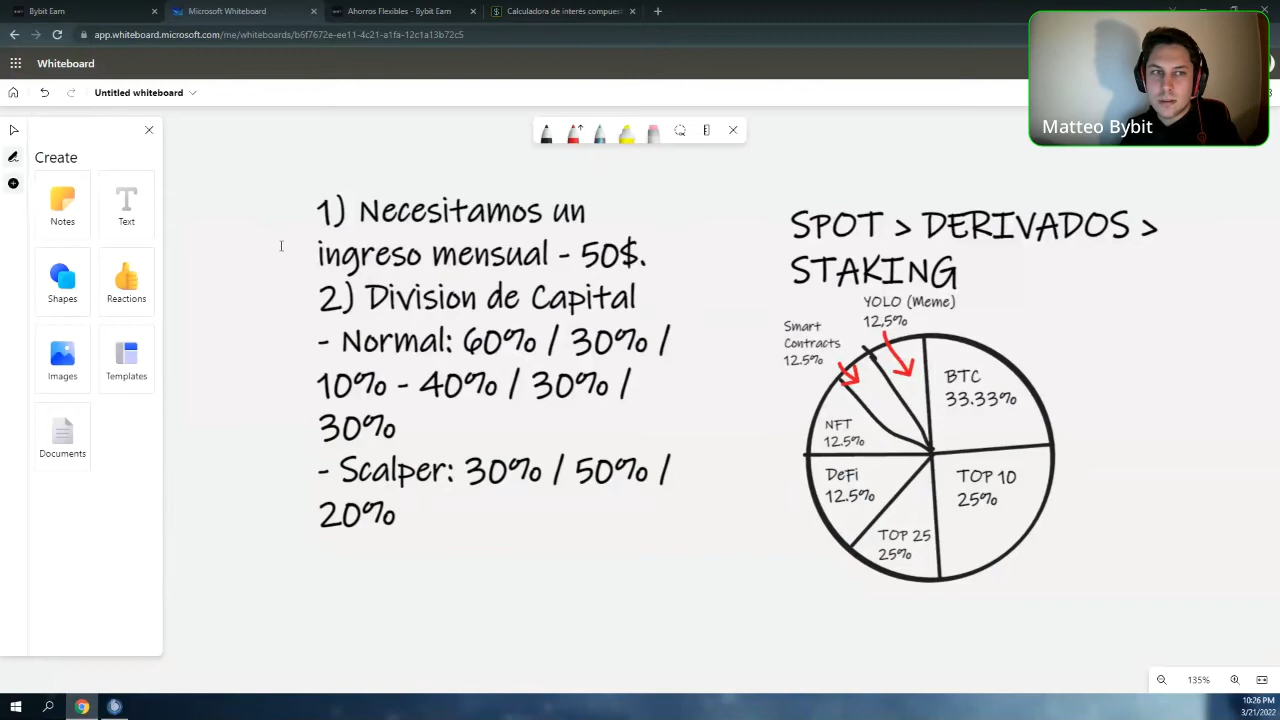 Bybit Earn
Microsoft Whiteboard
Ahorros Flexibles - Bybit Earn
Calculadora de interés compues
app.whiteboard.microsoft.com/me/whiteboards/b6f7672e-ee11-4c21-a1fa-12c1a13b72c5
Whiteboard
Untitled whiteboard
Matteo Bybit
Create
Notes
Text
Shapes
Reactions
Images
Templates
Documents
1) Necesitamos un
ingreso mensual - 50$.
2) Division de Capital
- Normal: 60% / 30% /
10% - 40% / 30% /
30%
- Scalper: 30% / 50% /
20%
SPOT > DERIVADOS >
STAKING
YOLO (Meme)
12,5%
Smart
Contracts
12.5%
BTC
33.33%
NFT
12.5%
TOP 10
25%
DeFi
12.5%
TOP 25
25%
135%
10:26 PM
3/21/2022